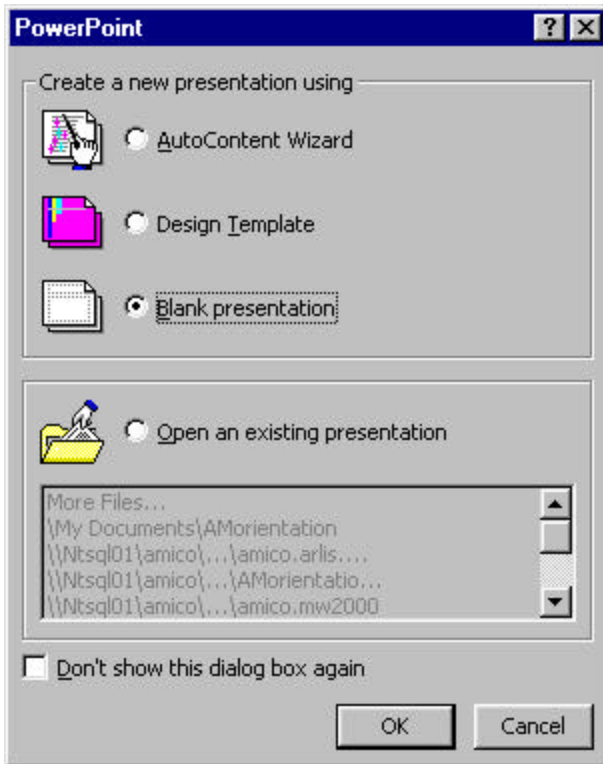 PowerPoint
Create a new presentation using
AutoContent Wizard
Design Template
Blank presentation
Open an existing presentation
More Files...
\My Documents\AMorientation
\\Ntsql01\amico\...\amico.arlis....
\\Ntsql01\amico\...\AMorientatio...
\\Ntsql01\amico\...\amico.mw2000
Don't show this dialog box again
OK Cancel